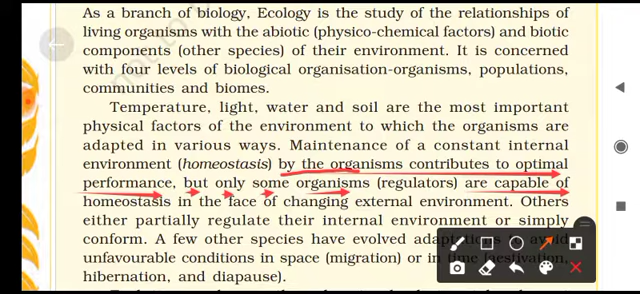 As a branch of biology, Ecology is the study of the relationships of
living organisms with the abiotic (physico-chemical factors) and biotic
components (other species) of their environment. It is concerned
with four levels of biological organisation-organisms, populations,
communities and biomes.
Temperature, light, water and soil are the most important
physical factors of the environment to which the organisms are
adapted in various ways. Maintenance of a constant internal
environment (homeostasis) by the organisms contributes to optimal
performance, but only some organisms (regulators) are capable of
homeostasis in the face of changing external environment. Others
either partially regulate their internal environment or simply
conform. A few other species have evolved adaptations to avoid
unfavourable conditions in space (migration) or in time (aestivation,
hibernation, and diapause).